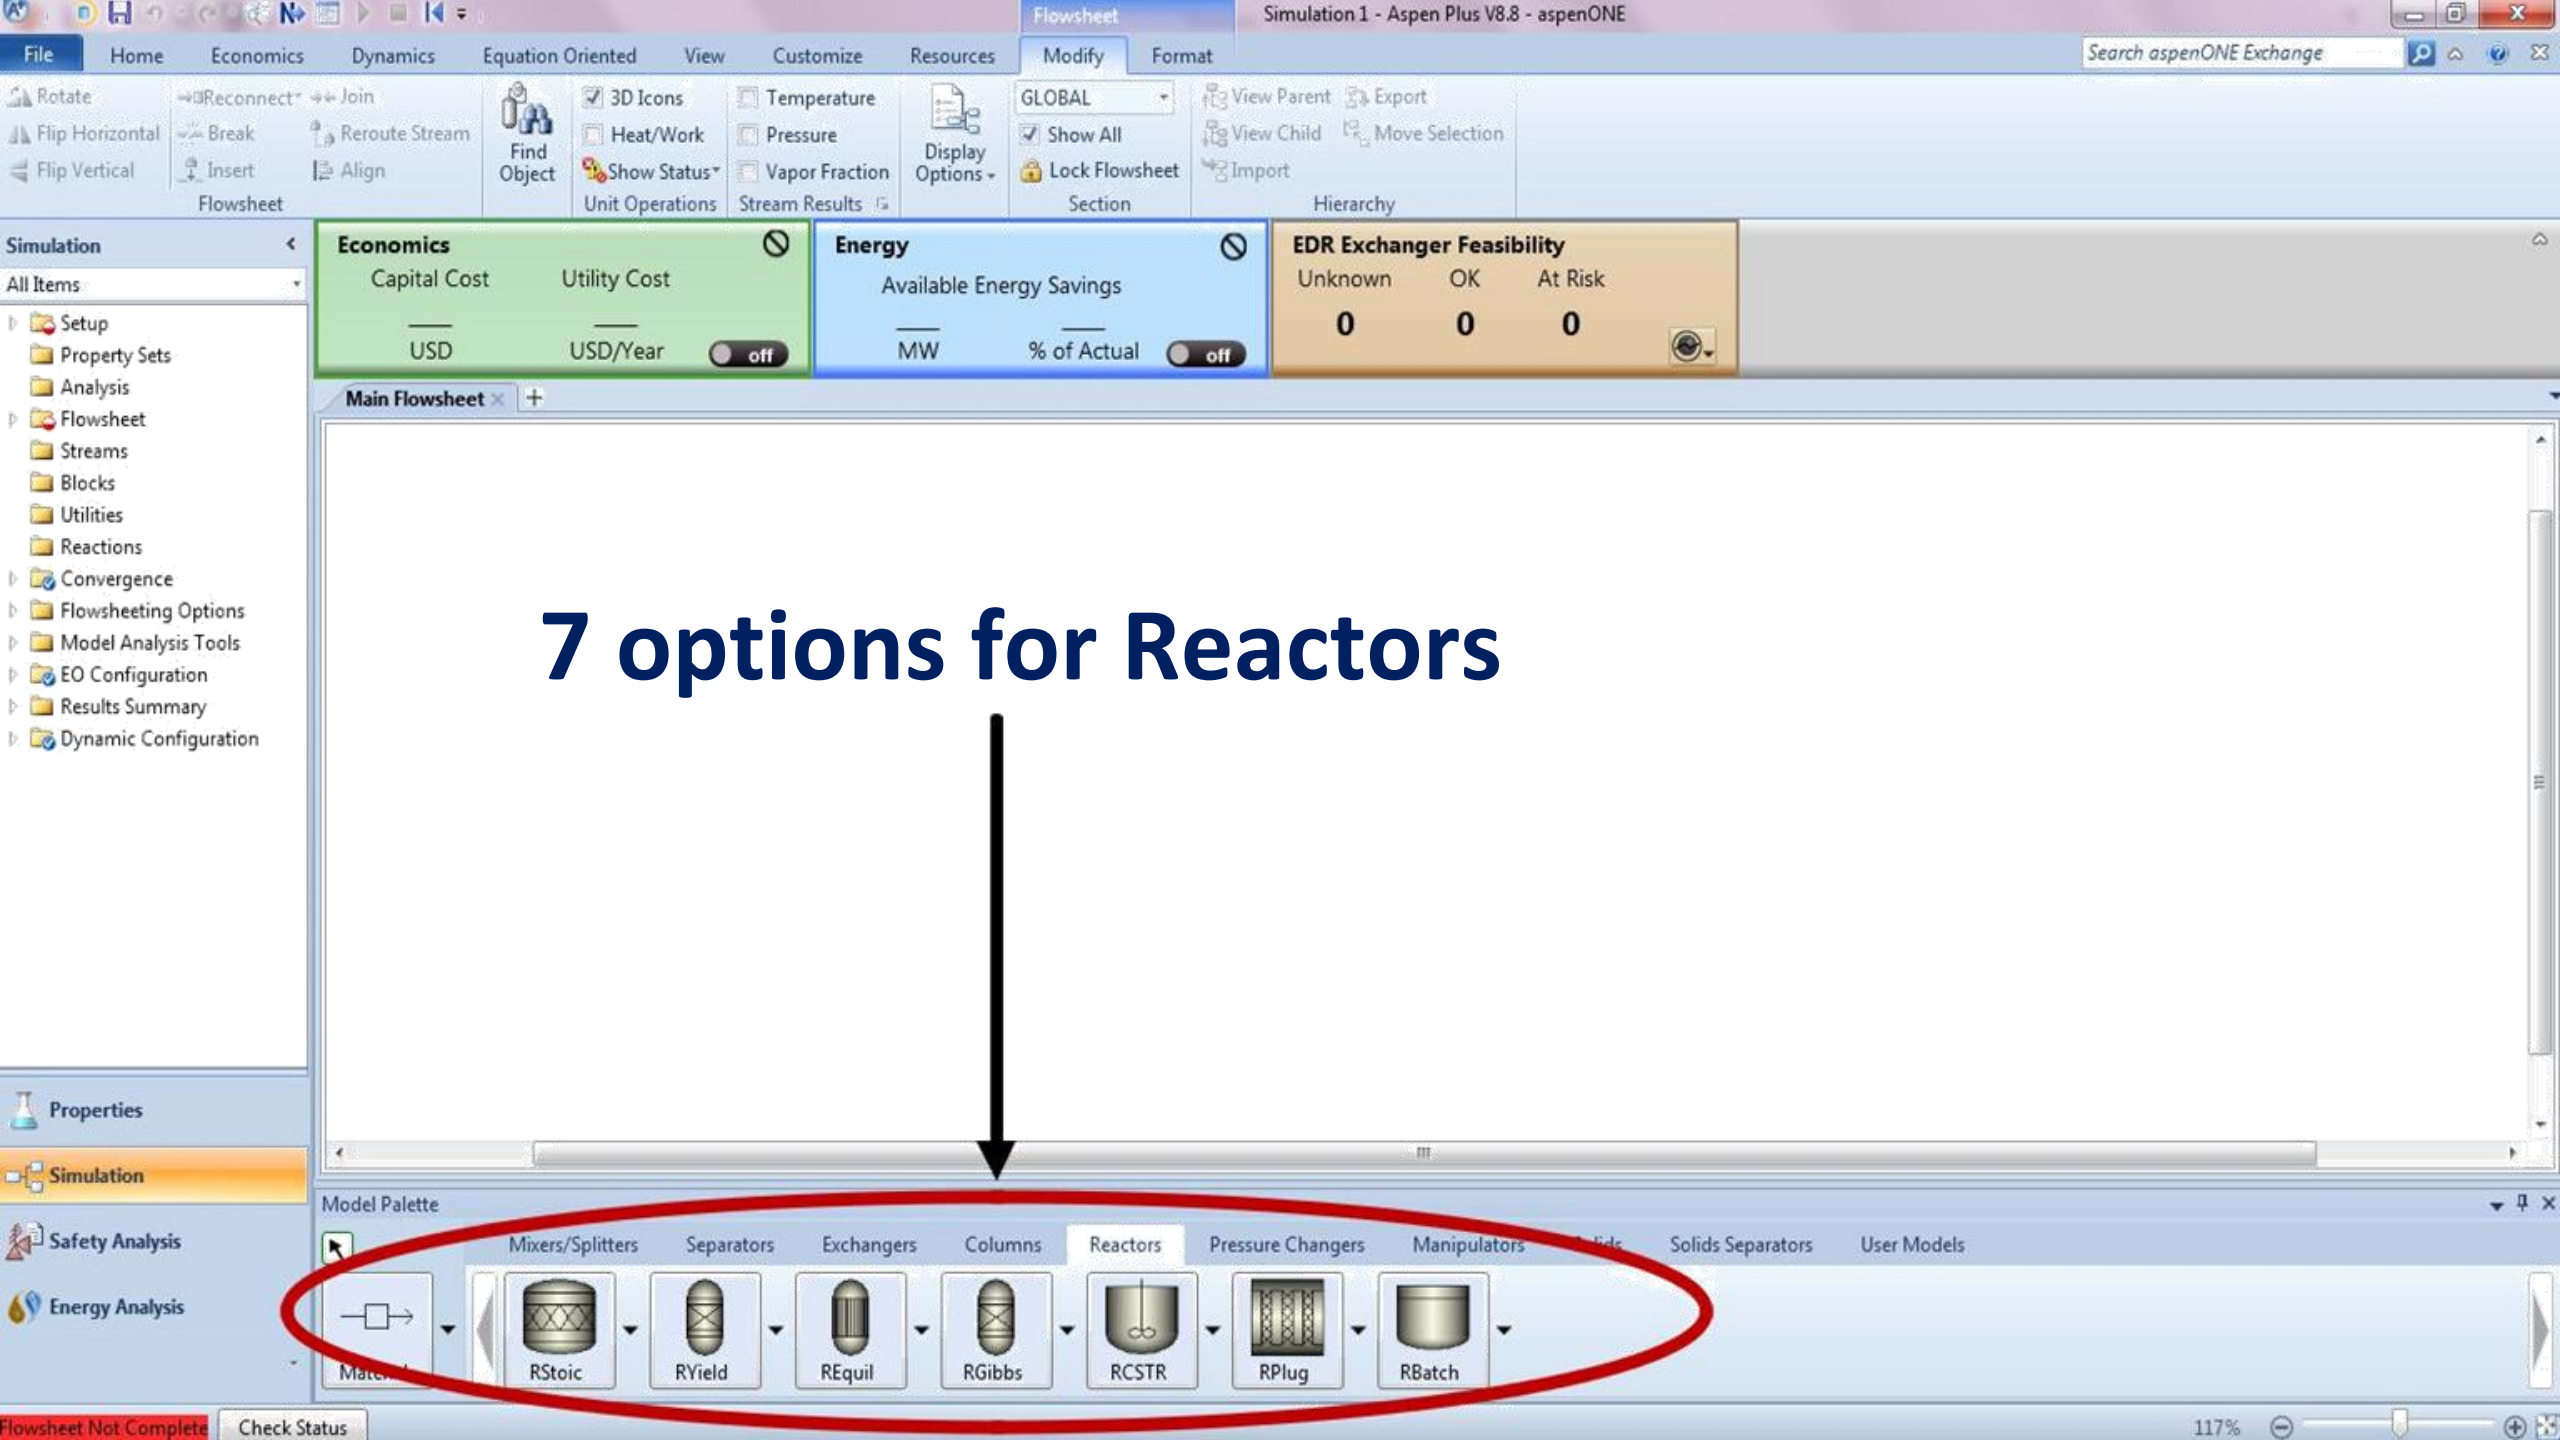 Flowsheet
Simulation 1 - Aspen Plus V8.8 - aspenONE
File Home Economics Dynamics Equation Oriented View Customize Resources Modify Format
Search aspenONE Exchange
Rotate Reconnect Join
3D Icons Temperature GLOBAL View Parent Export
Flip Horizontal Break Reroute Stream
Heat/Work Pressure Show All View Child Move Selection
Find Object
Display Options
Flip Vertical Insert Align
Show Status Vapor Fraction Lock Flowsheet Import
Flowsheet Unit Operations Stream Results Section Hierarchy
Simulation
All Items
Setup
Property Sets
Analysis
Flowsheet
Streams
Blocks
Utilities
Reactions
Convergence
Flowsheeting Options
Model Analysis Tools
EO Configuration
Results Summary
Dynamic Configuration
Properties
Simulation
Safety Analysis
Energy Analysis
Economics
Capital Cost Utility Cost
USD USD/Year off
Energy
Available Energy Savings
MW % of Actual off
EDR Exchanger Feasibility
Unknown OK At Risk
0 0 0
Main Flowsheet
7 options for Reactors
Model Palette
Mixers/Splitters Separators Exchangers Columns Reactors Pressure Changers Manipulators Solids Separators User Models
RStoic RYield REquil RGibbs RCSTR RPlug RBatch
Flowsheet Not Complete Check Status
117%